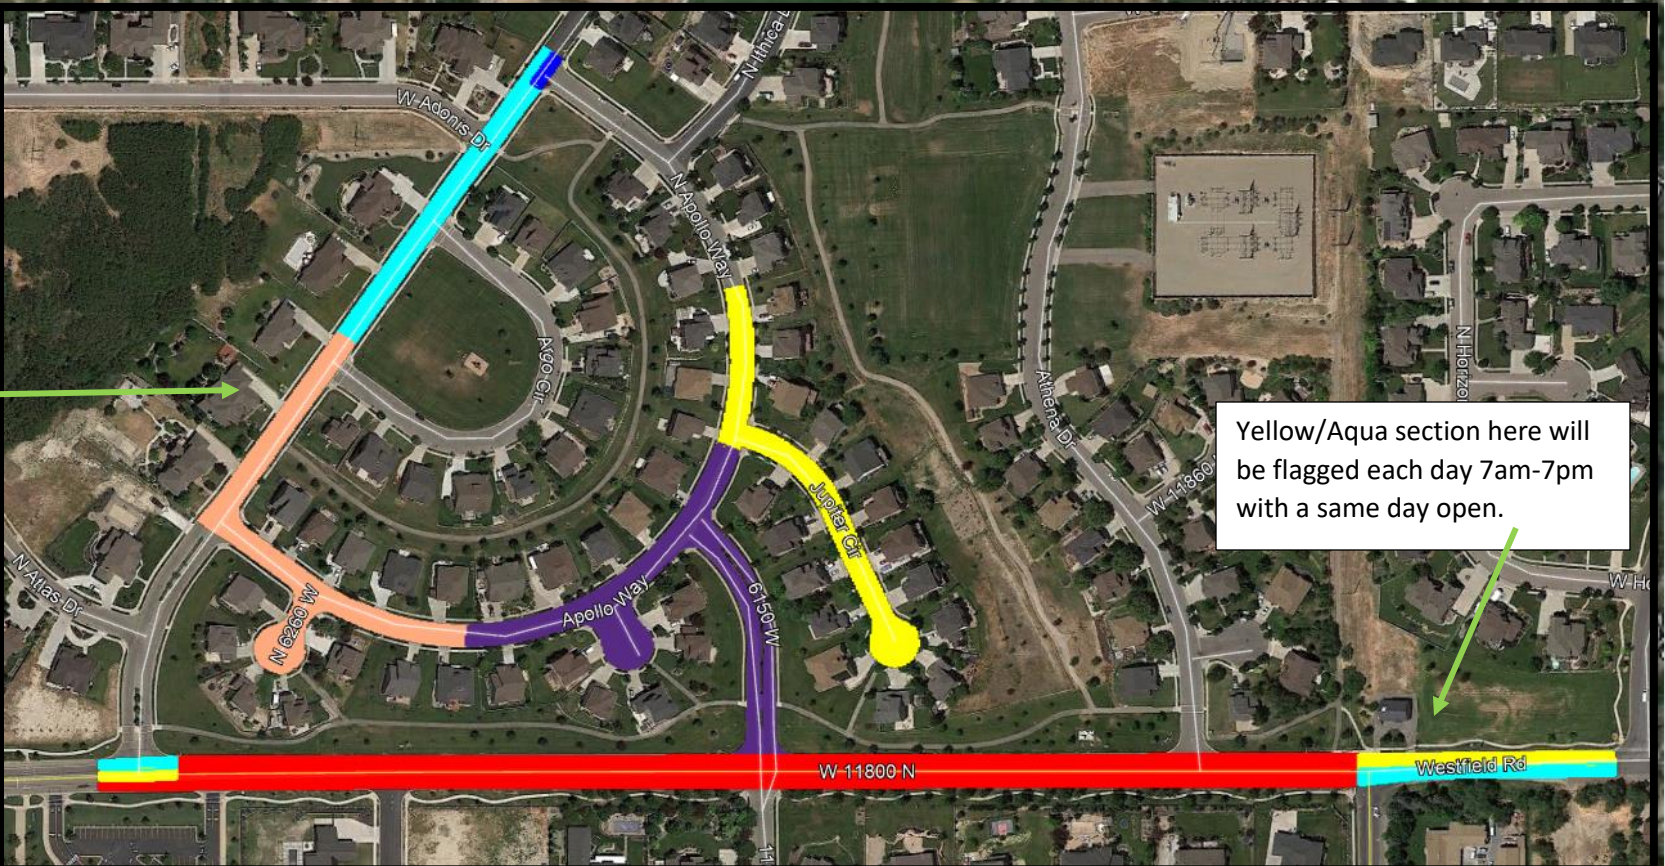 N Ithica
W Adonis Dr
N Apollo Way
Argo Cir
Athena Dr
N Horizon
Yellow/Aqua section here will
be flagged each day 7am-7pm
with a same day open.
W 11860
Jupiter Cir
N Atlas Dr
N 6260 W
Apollo Way
6150 W
W 11800 N
Westfield Rd